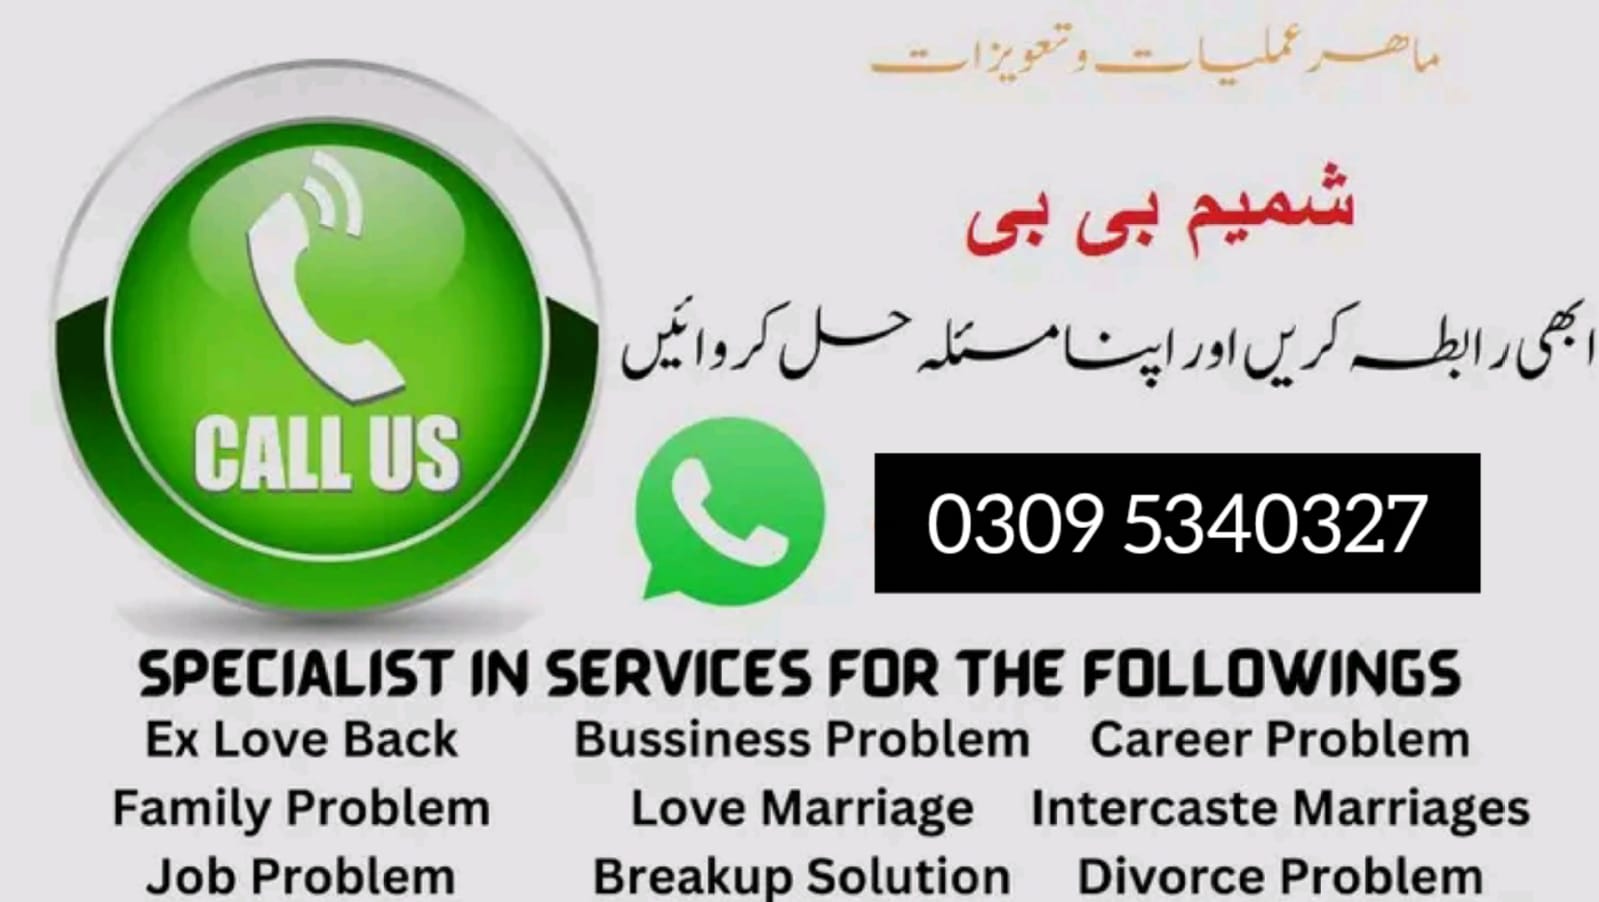 ماهر عملیات و تعویزات
شمیم بی بی
ابھی رابطہ کریں اور اپنا مسئلہ حل کروائیں
CALL US
0309 5340327
SPECIALIST IN SERVICES FOR THE FOLLOWINGS
Ex Love Back Bussiness Problem Career Problem
Family Problem Love Marriage Intercaste Marriages
Job Problem Breakup Solution Divorce Problem